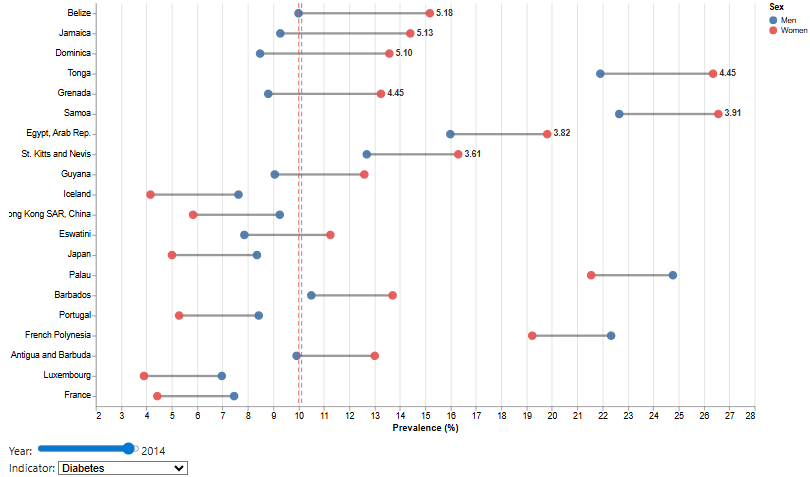 Sex
Men
Women
Belize 5.18
Jamaica 5.13
Dominica 5.10
Tonga 4.45
Grenada 4.45
Samoa 3.91
Egypt, Arab Rep. 3.82
St. Kitts and Nevis 3.61
Guyana
Iceland
ong Kong SAR, China
Eswatini
Japan
Palau
Barbados
Portugal
French Polynesia
Antigua and Barbuda
Luxembourg
France
2 3 4 5 6 7 8 9 10 11 12 13 14 15 16 17 18 19 20 21 22 23 24 25 26 27 28
Prevalence (%)
Year: 2014
Indicator: Diabetes